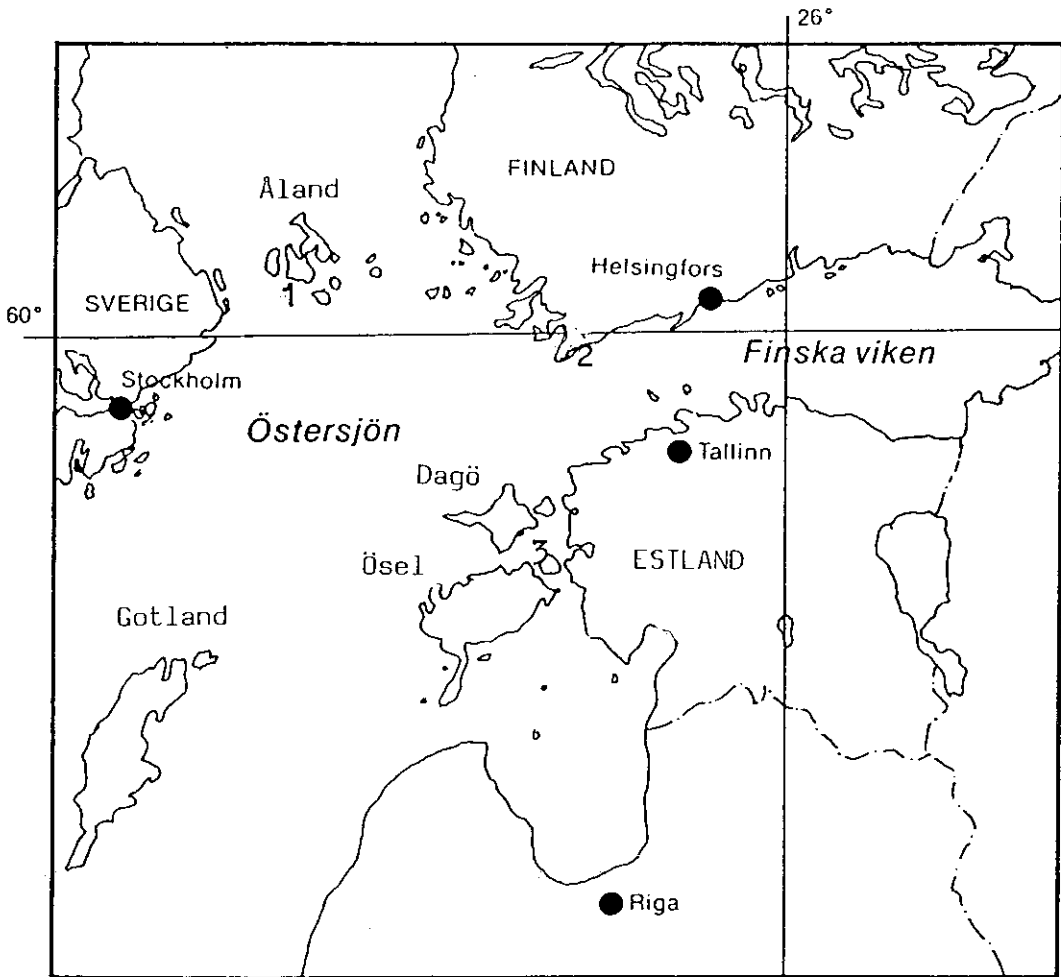 26°
FINLAND
Åland
Helsingfors
1
SVERIGE
60°
2
Finska viken
Stockholm
Östersjön
Tallinn
Dagö
3
Ösel
ESTLAND
Gotland
Riga